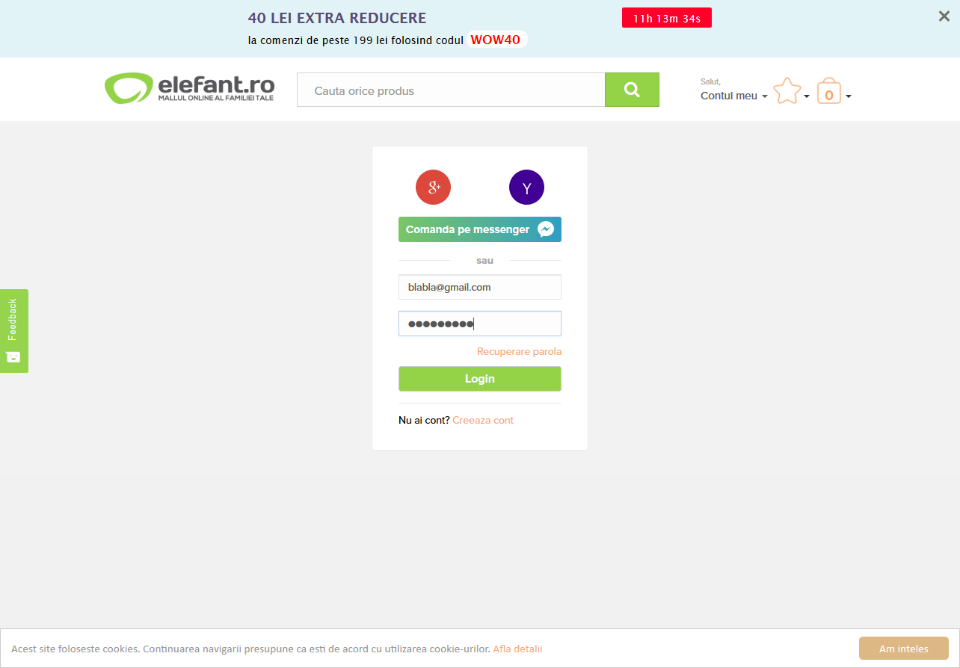 40 LEI EXTRA REDUCERE
11h 13m 34s
la comenzi de peste 199 lei folosind codul WOW40
elefant.ro
MALLUL ONLINE AL FAMILIEI TALE
Cauta orice produs
Salut,
Contul meu
0
8+
Y
Comanda pe messenger
sau
blabla@gmail.com
Recuperare parola
Login
Nu ai cont? Creeaza cont
Feedback
Acest site foloseste cookies. Continuarea navigarii presupune ca esti de acord cu utilizarea cookie-urilor. Afla detalii
Am inteles